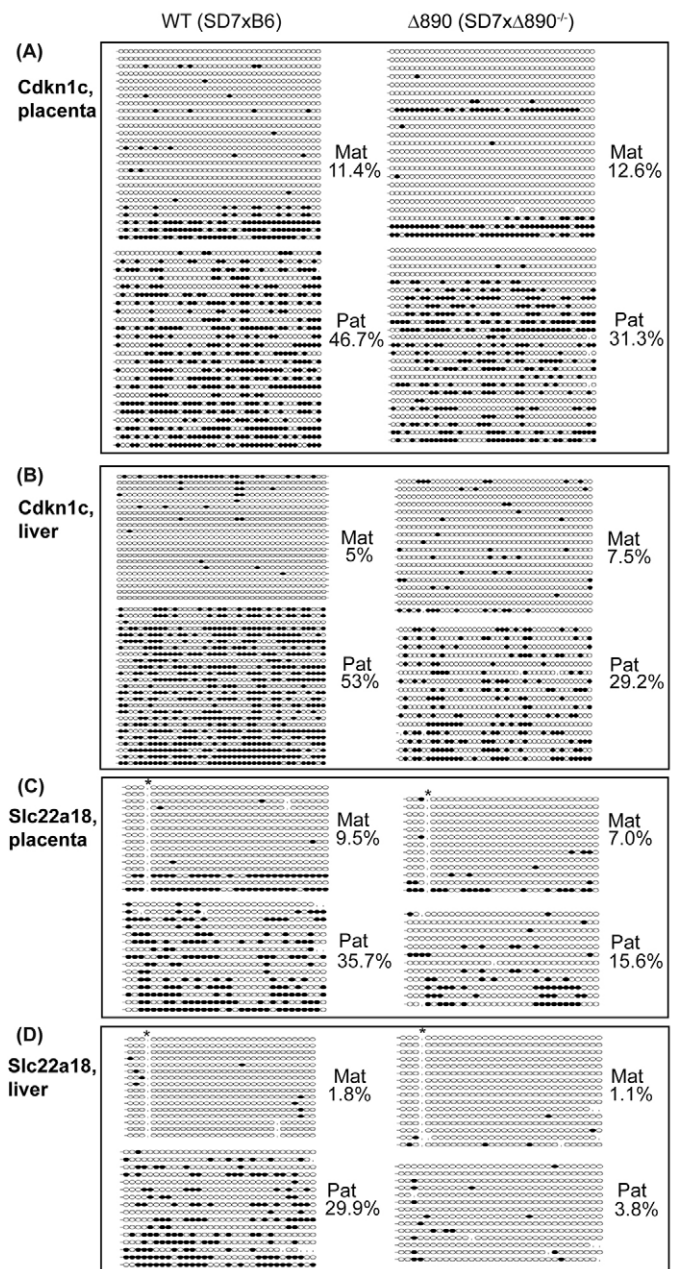 WT (SD7xB6)
Δ890 (SD7xΔ890-/-)
(A)
Cdkn1c,
placenta
Mat
11.4%
Mat
12.6%
Pat
46.7%
Pat
31.3%
(B)
Cdkn1c,
liver
Mat
5%
Mat
7.5%
Pat
53%
Pat
29.2%
(C)
Slc22a18,
placenta
*
*
Mat
9.5%
Mat
7.0%
Pat
35.7%
Pat
15.6%
(D)
Slc22a18,
liver
*
*
Mat
1.8%
Mat
1.1%
Pat
29.9%
Pat
3.8%